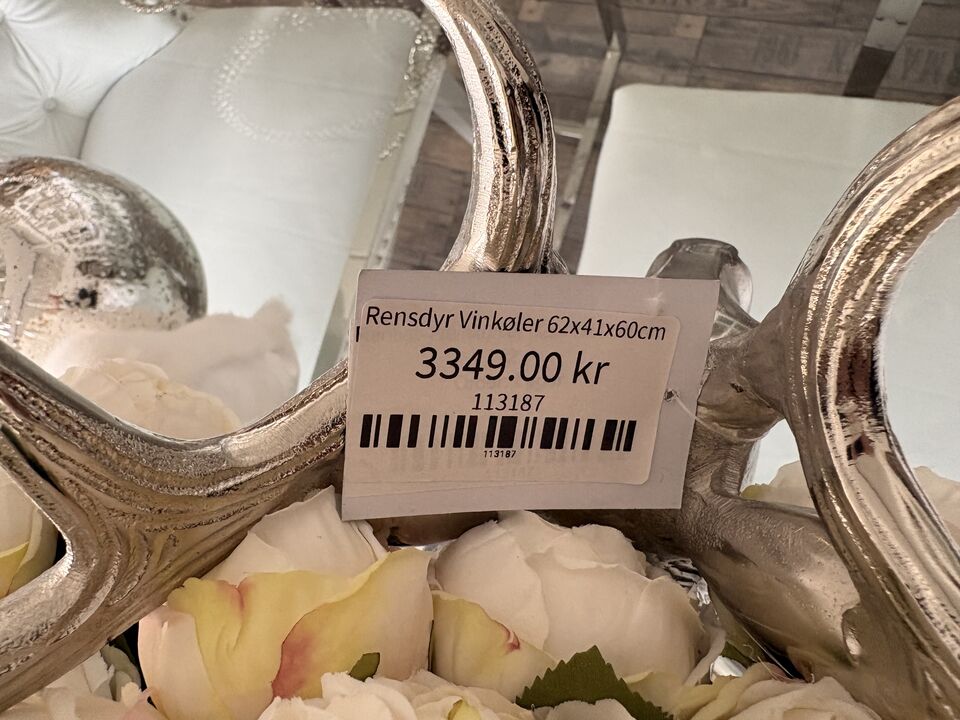 Rensdyr Vinkøler 62x41x60cm
3349.00 kr
113187
113187